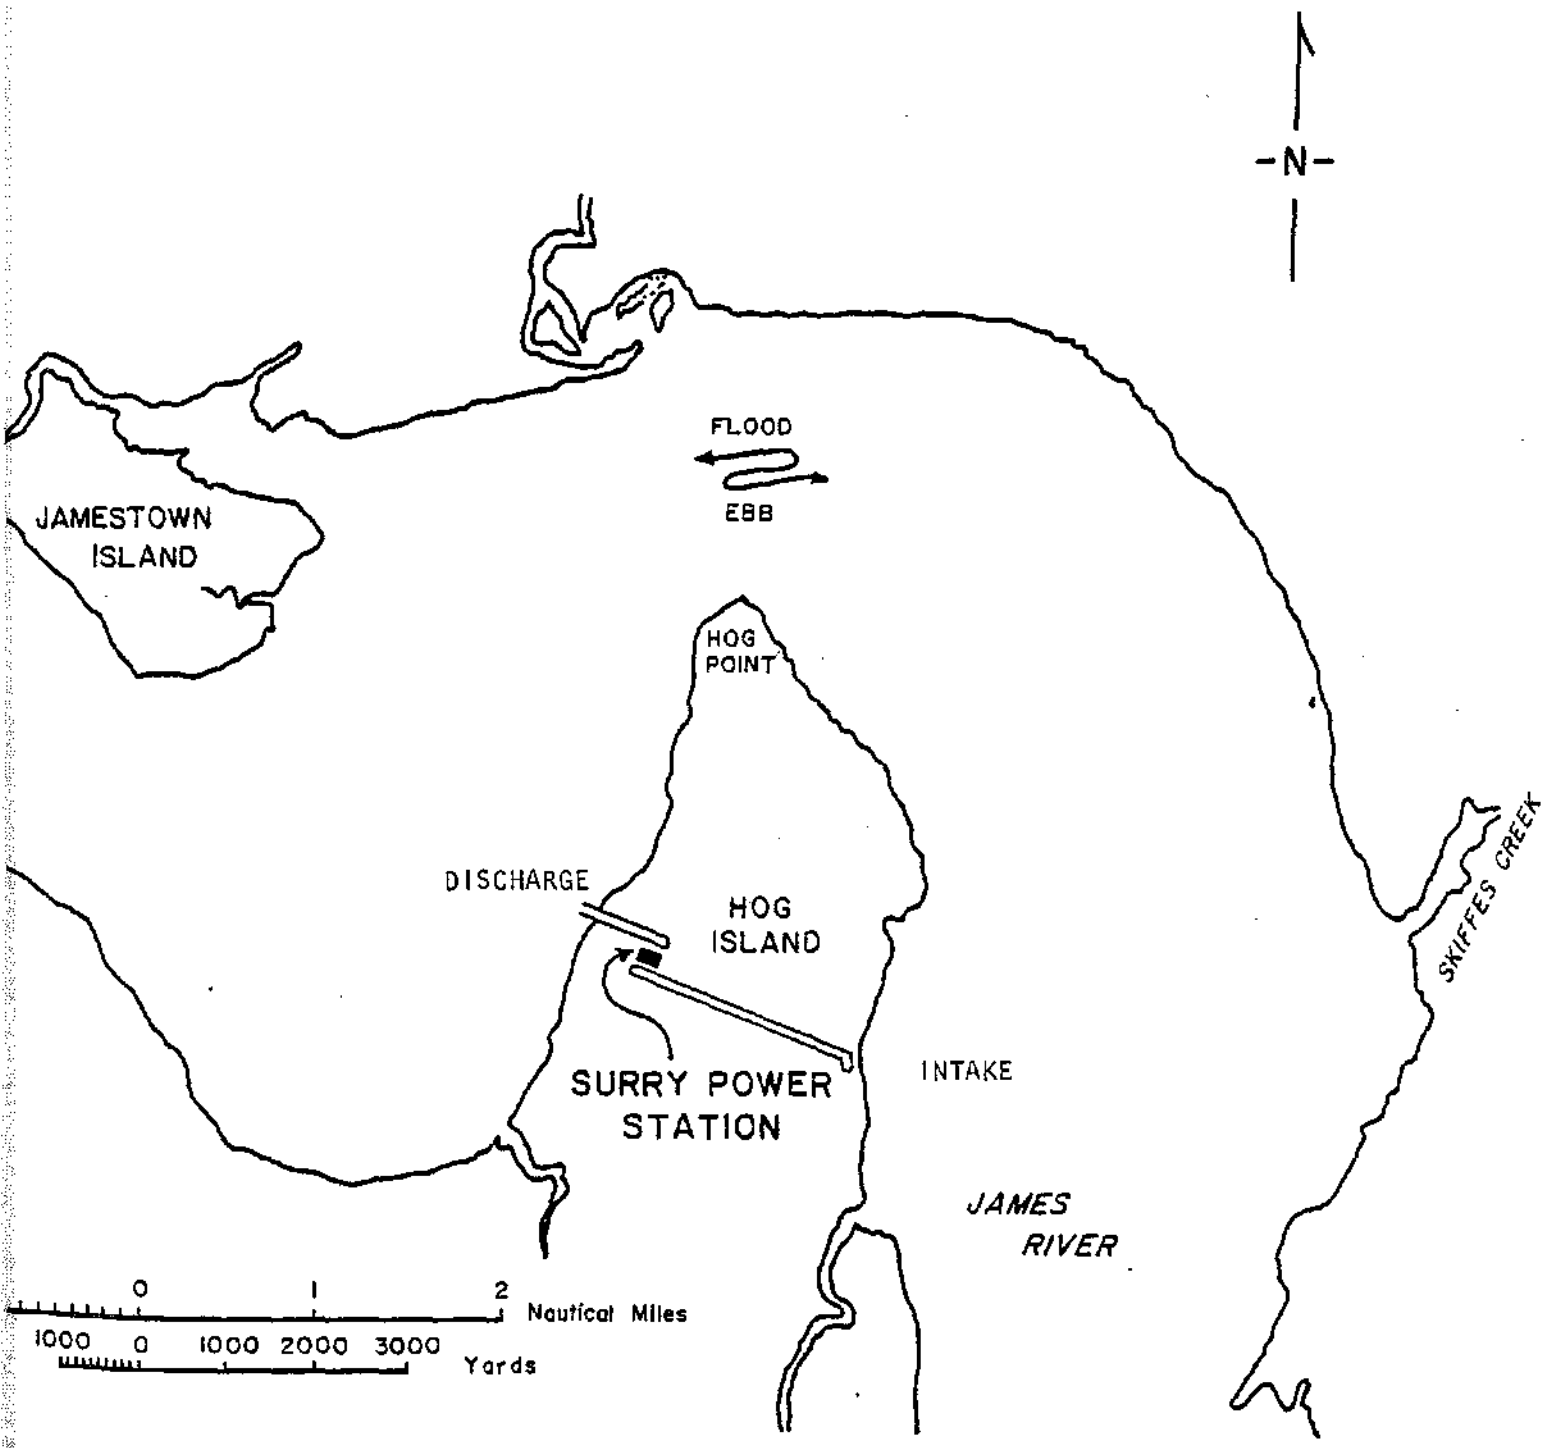 -N-
FLOOD
EBB
JAMESTOWN
ISLAND
HOG
POINT
SKIFFES CREEK
DISCHARGE
HOG
ISLAND
INTAKE
SURRY POWER
STATION
JAMES
RIVER
0 1 2 Nautical Miles
1000 0 1000 2000 3000 Yards